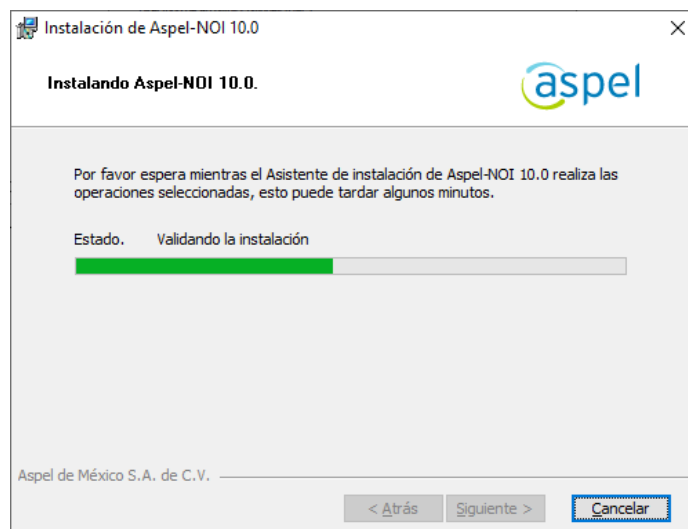 Instalación de Aspel-NOI 10.0
Instalando Aspel-NOI 10.0.
aspel
Por favor espera mientras el Asistente de instalación de Aspel-NOI 10.0 realiza las
operaciones seleccionadas, esto puede tardar algunos minutos.
Estado. Validando la instalación
Aspel de México S.A. de C.V.
< Atrás Siguiente > Cancelar